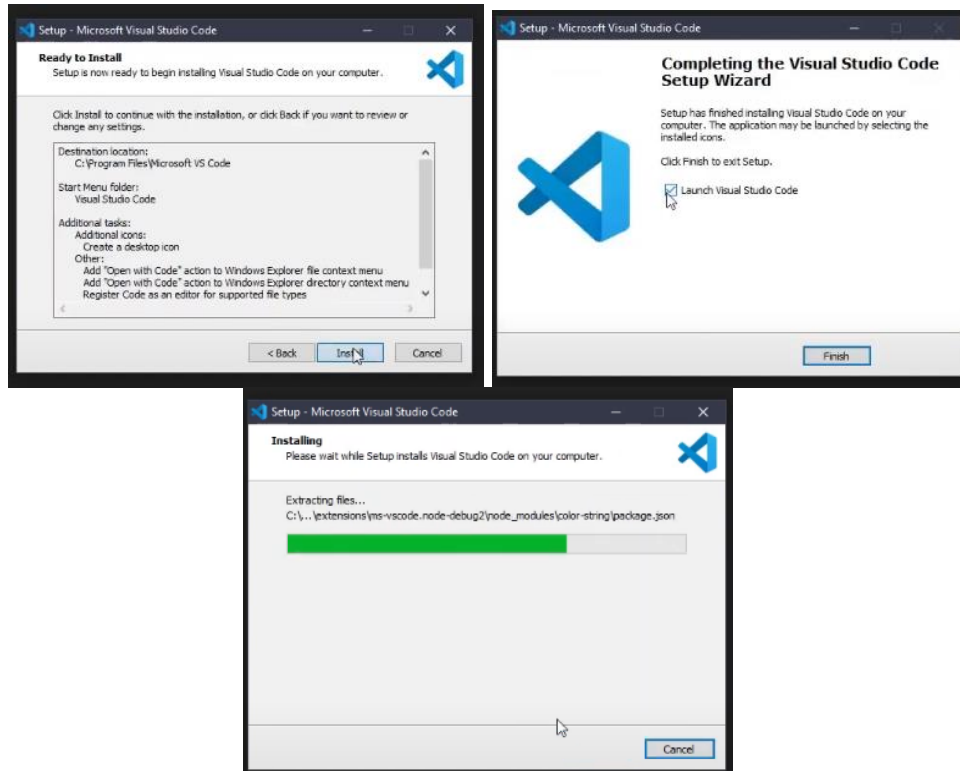 Setup - Microsoft Visual Studio Code
Ready to Install
Setup is now ready to begin installing Visual Studio Code on your computer.
Click Install to continue with the installation, or click Back if you want to review or
change any settings.
Destination location:
C:\Program Files\Microsoft VS Code
Start Menu folder:
Visual Studio Code
Additional tasks:
Additional icons:
Create a desktop icon
Other:
Add "Open with Code" action to Windows Explorer file context menu
Add "Open with Code" action to Windows Explorer directory context menu
Register Code as an editor for supported file types
< Back Install Cancel
Setup - Microsoft Visual Studio Code
Completing the Visual Studio Code
Setup Wizard
Setup has finished installing Visual Studio Code on your
computer. The application may be launched by selecting the
installed icons.
Click Finish to exit Setup.
Launch Visual Studio Code
Finish
Setup - Microsoft Visual Studio Code
Installing
Please wait while Setup installs Visual Studio Code on your computer.
Extracting files...
C:\...\extensions\ms-vscode.node-debug2\node_modules\color-string\package.json
Cancel